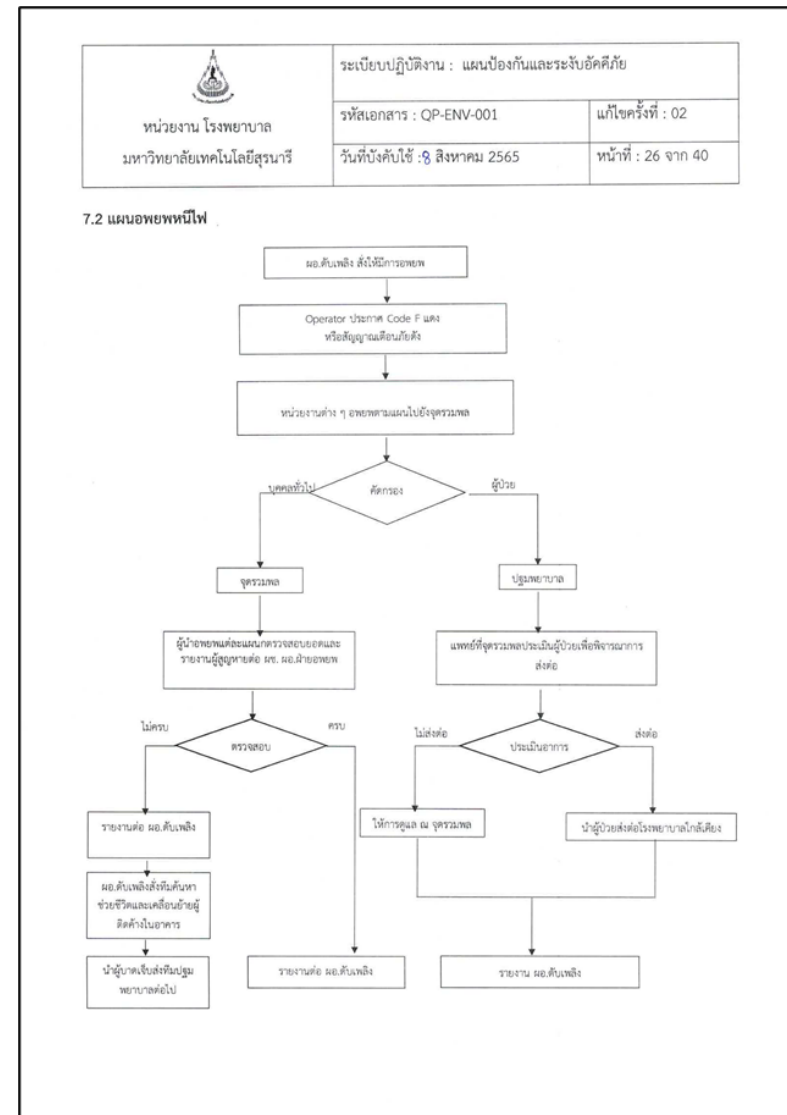 ระเบียบปฏิบัติงาน : แผนป้องกันและระงับอัคคีภัย
หน่วยงาน โรงพยาบาล
มหาวิทยาลัยเทคโนโลยีสุรนารี
รหัสเอกสาร : QP-ENV-001
แก้ไขครั้งที่ : 02
วันที่บังคับใช้ :8 สิงหาคม 2565
หน้าที่ : 26 จาก 40
7.2 แผนอพยพหนีไฟ
ผอ.ดับเพลิง สั่งให้มีการอพยพ
Operator ประกาศ Code F แดง
หรือสัญญาณเตือนภัยดัง
หน่วยงานต่าง ๆ อพยพตามแผนไปยังจุดรวมพล
บุคคลทั่วไป
คัดกรอง
ผู้ป่วย
จุดรวมพล
ปฐมพยาบาล
ผู้นำอพยพแต่ละแผนกตรวจสอบยอดและ
รายงานผู้สูญหายต่อ ผช. ผอ.ฝ่ายอพยพ
แพทย์ที่จุดรวมพลประเมินผู้ป่วยเพื่อพิจารณาการ
ส่งต่อ
ไม่ครบ
ตรวจสอบ
ครบ
ไม่ส่งต่อ
ประเมินอาการ
ส่งต่อ
รายงานต่อ ผอ.ดับเพลิง
ให้การดูแล ณ จุดรวมพล
นำผู้ป่วยส่งต่อโรงพยาบาลใกล้เคียง
ผอ.ดับเพลิงสั่งทีมค้นหา
ช่วยชีวิตและเคลื่อนย้ายผู้
ติดค้างในอาคาร
นำผู้บาดเจ็บส่งทีมปฐม
พยาบาลต่อไป
รายงานต่อ ผอ.ดับเพลิง
รายงาน ผอ.ดับเพลิง